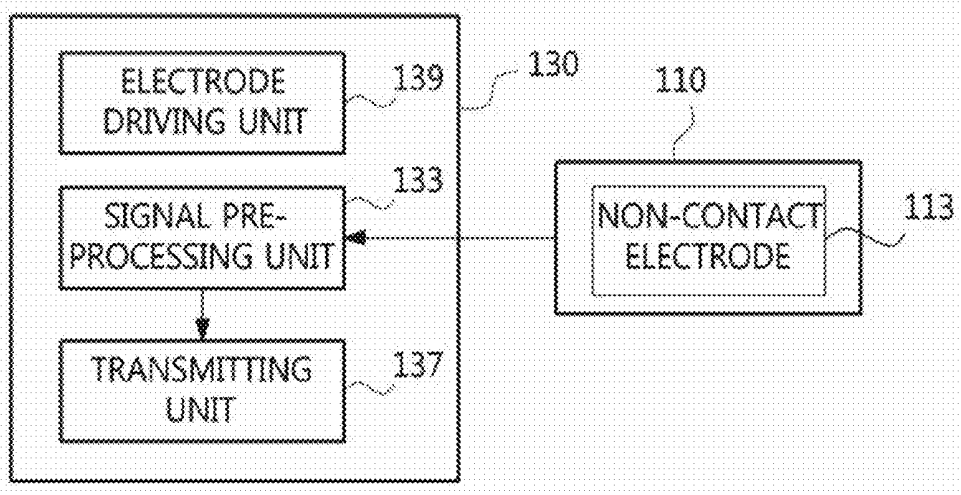 ELECTRODE
DRIVING UNIT
139
130
110
SIGNAL PRE-
PROCESSING UNIT
133
NON-CONTACT
ELECTRODE
113
TRANSMITTING
UNIT
137